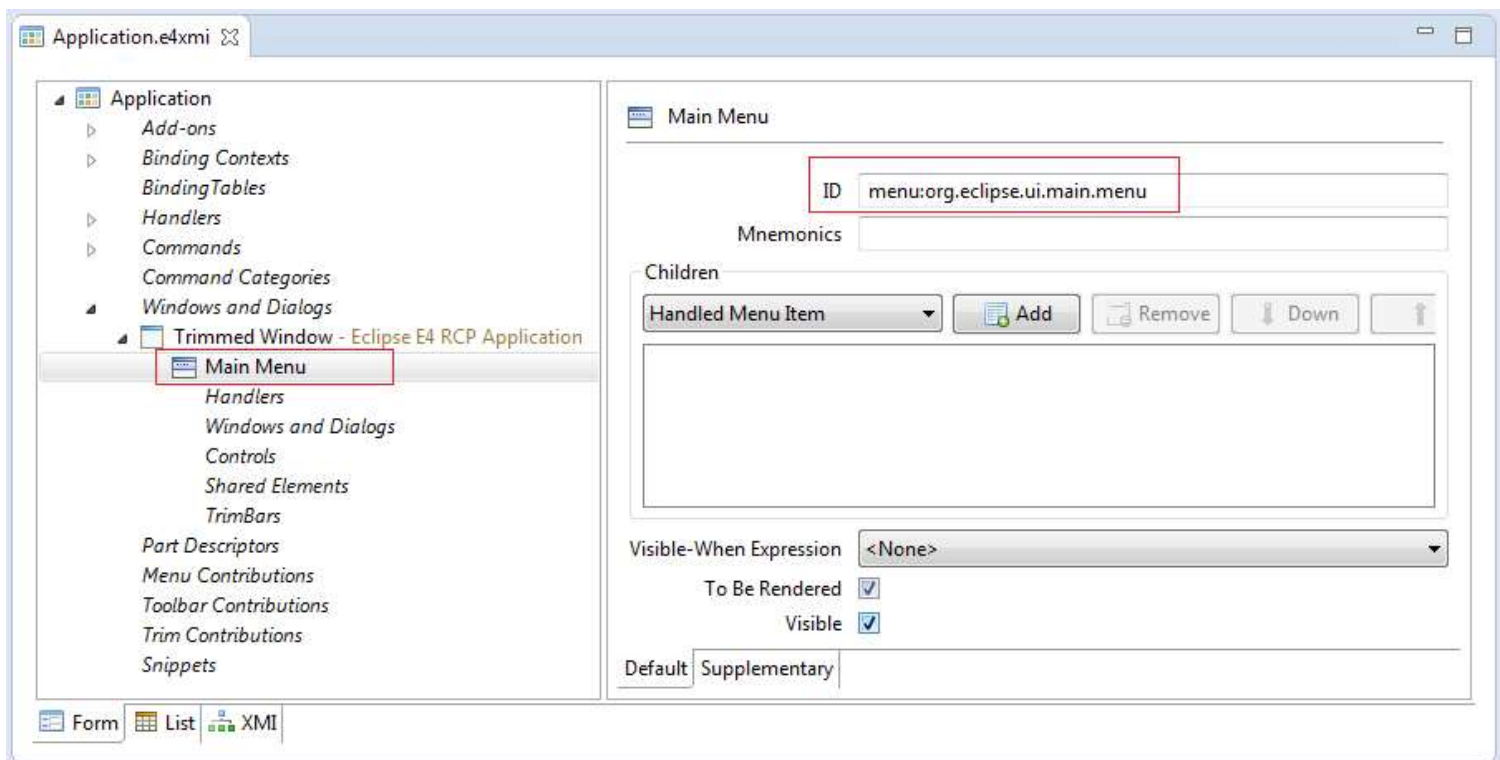 Application.e4xmi
Application
Add-ons
Binding Contexts
BindingTables
Handlers
Commands
Command Categories
Windows and Dialogs
Trimmed Window - Eclipse E4 RCP Application
Main Menu
Handlers
Windows and Dialogs
Controls
Shared Elements
TrimBars
Part Descriptors
Menu Contributions
Toolbar Contributions
Trim Contributions
Snippets
Main Menu
ID menu:org.eclipse.ui.main.menu
Mnemonics
Children
Handled Menu Item Add Remove Down
Visible-When Expression <None>
To Be Rendered
Visible
Default Supplementary
Form List XMI